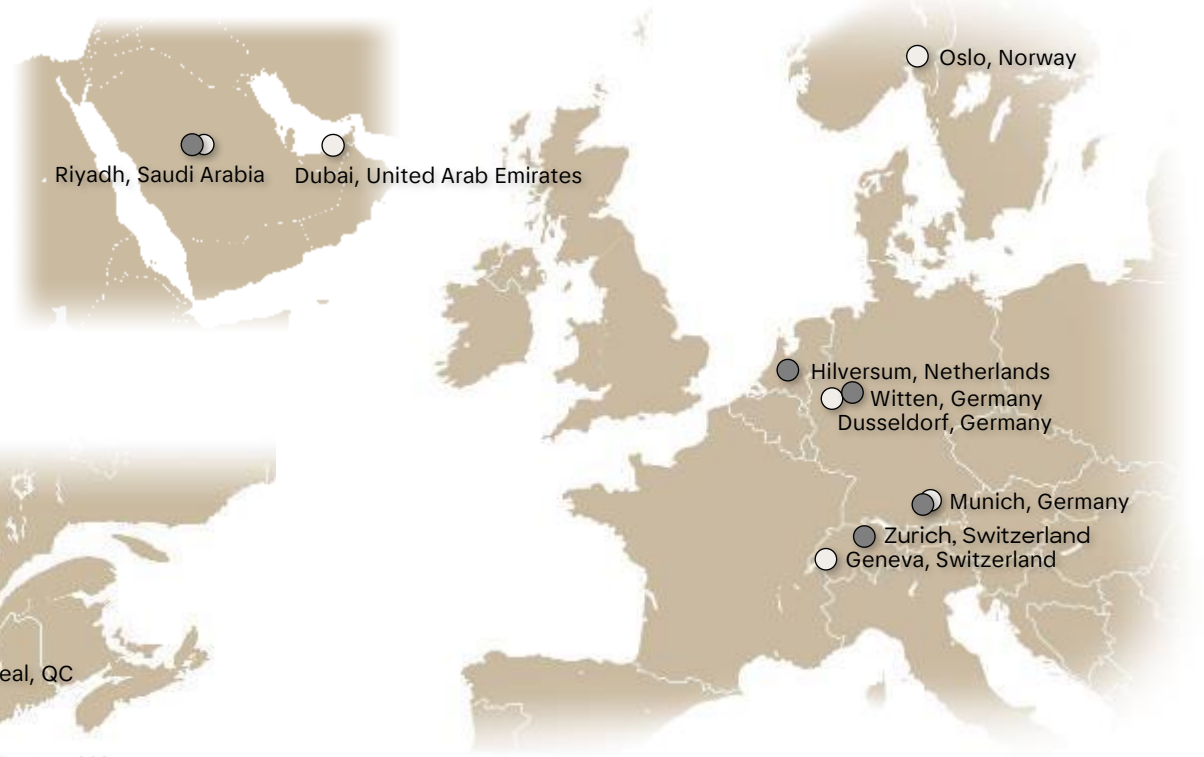 Oslo, Norway
Riyadh, Saudi Arabia
Dubai, United Arab Emirates
Hilversum, Netherlands
Witten, Germany
Dusseldorf, Germany
Munich, Germany
Zurich, Switzerland
Geneva, Switzerland
eal, QC